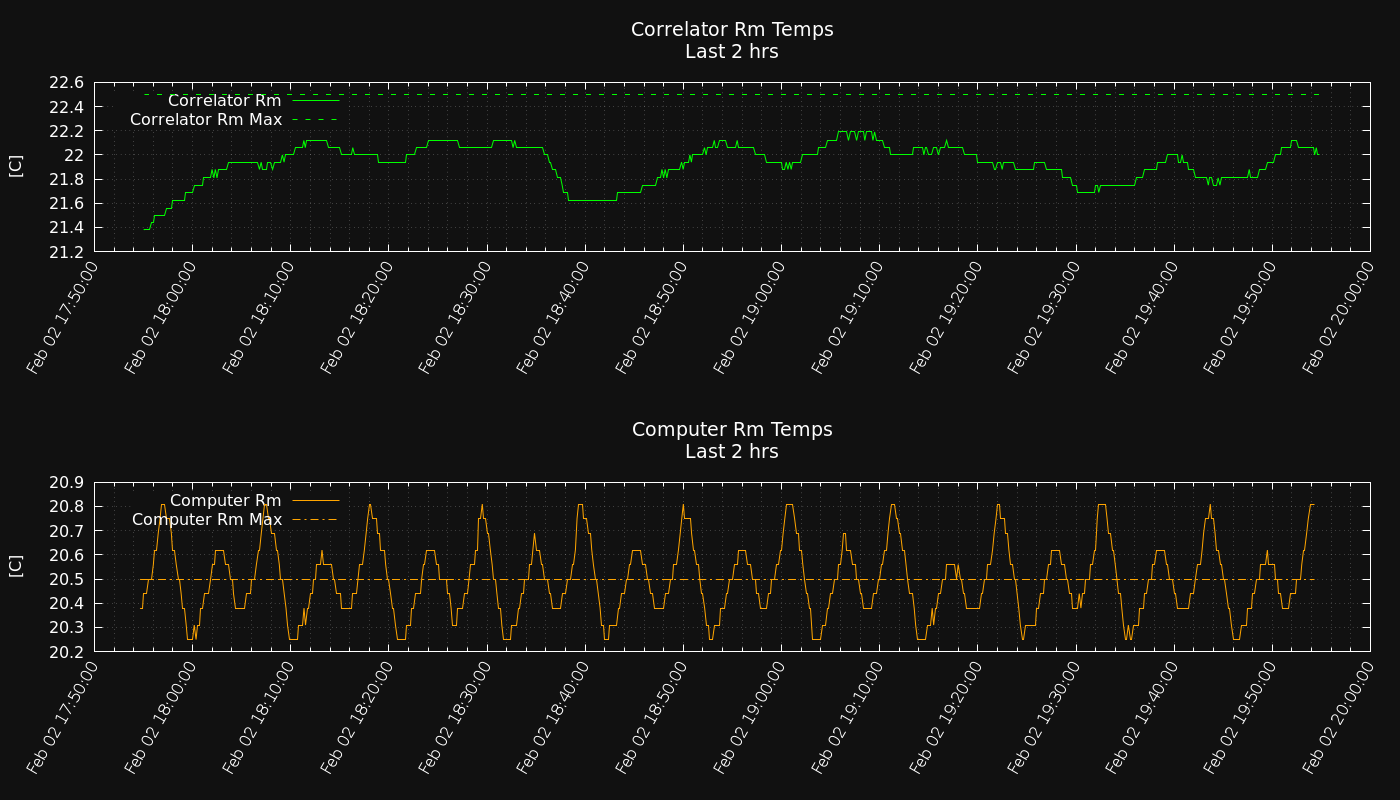 Correlator Rm Temps
Last 2 hrs
22.6
22.4
22.2
22
21.8
21.6
21.4
21.2
[C]
Correlator Rm
Correlator Rm Max
Feb 02 17:50:00
Feb 02 18:00:00
Feb 02 18:10:00
Feb 02 18:20:00
Feb 02 18:30:00
Feb 02 18:40:00
Feb 02 18:50:00
Feb 02 19:00:00
Feb 02 19:10:00
Feb 02 19:20:00
Feb 02 19:30:00
Feb 02 19:40:00
Feb 02 19:50:00
Feb 02 20:00:00
Computer Rm Temps
Last 2 hrs
20.9
20.8
20.7
20.6
20.5
20.4
20.3
20.2
[C]
Computer Rm
Computer Rm Max
Feb 02 17:50:00
Feb 02 18:00:00
Feb 02 18:10:00
Feb 02 18:20:00
Feb 02 18:30:00
Feb 02 18:40:00
Feb 02 18:50:00
Feb 02 19:00:00
Feb 02 19:10:00
Feb 02 19:20:00
Feb 02 19:30:00
Feb 02 19:40:00
Feb 02 19:50:00
Feb 02 20:00:00